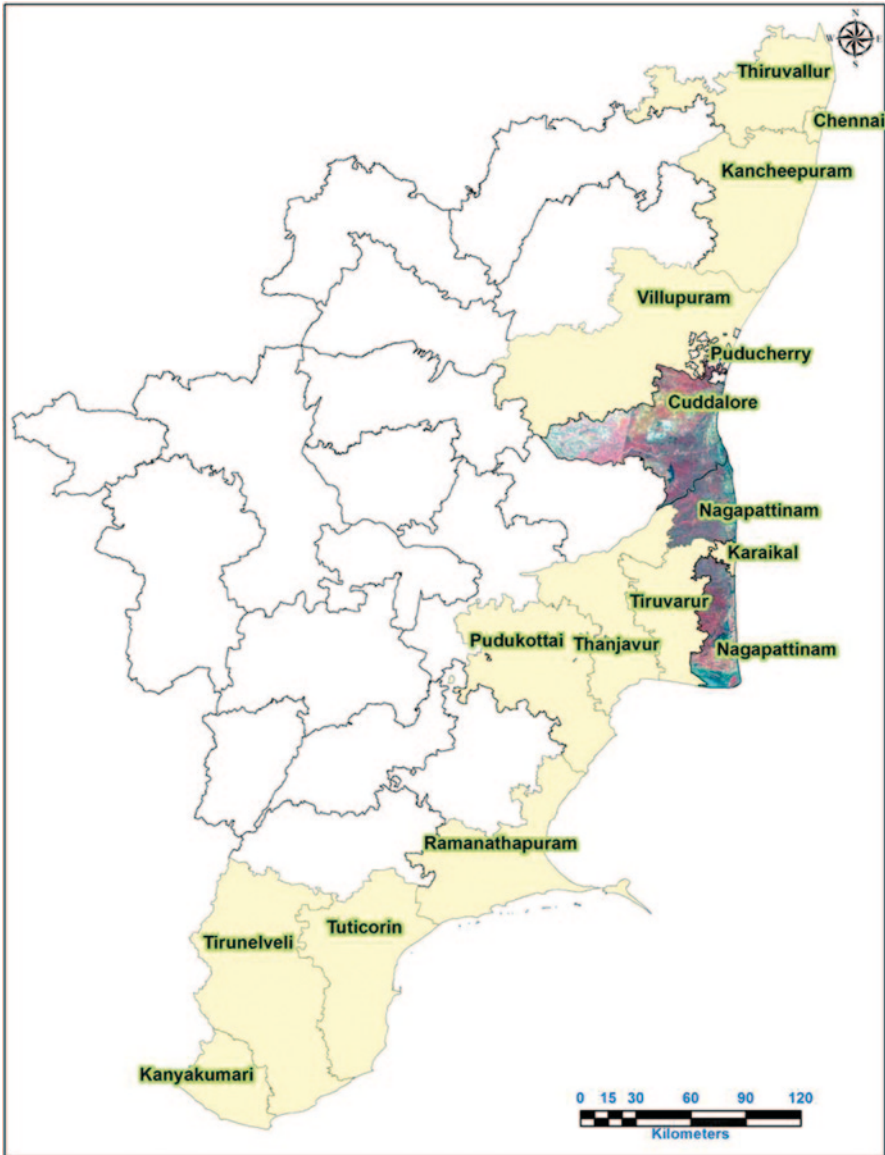 N
W E
S
Thiruvallur
Chennai
Kancheepuram
Villupuram
Puducherry
Cuddalore
Nagapattinam
Karaikal
Tiruvarur
Pudukottai
Thanjavur
Nagapattinam
Ramanathapuram
Tuticorin
Tirunelveli
Kanyakumari
0 15 30 60 90 120
Kilometers